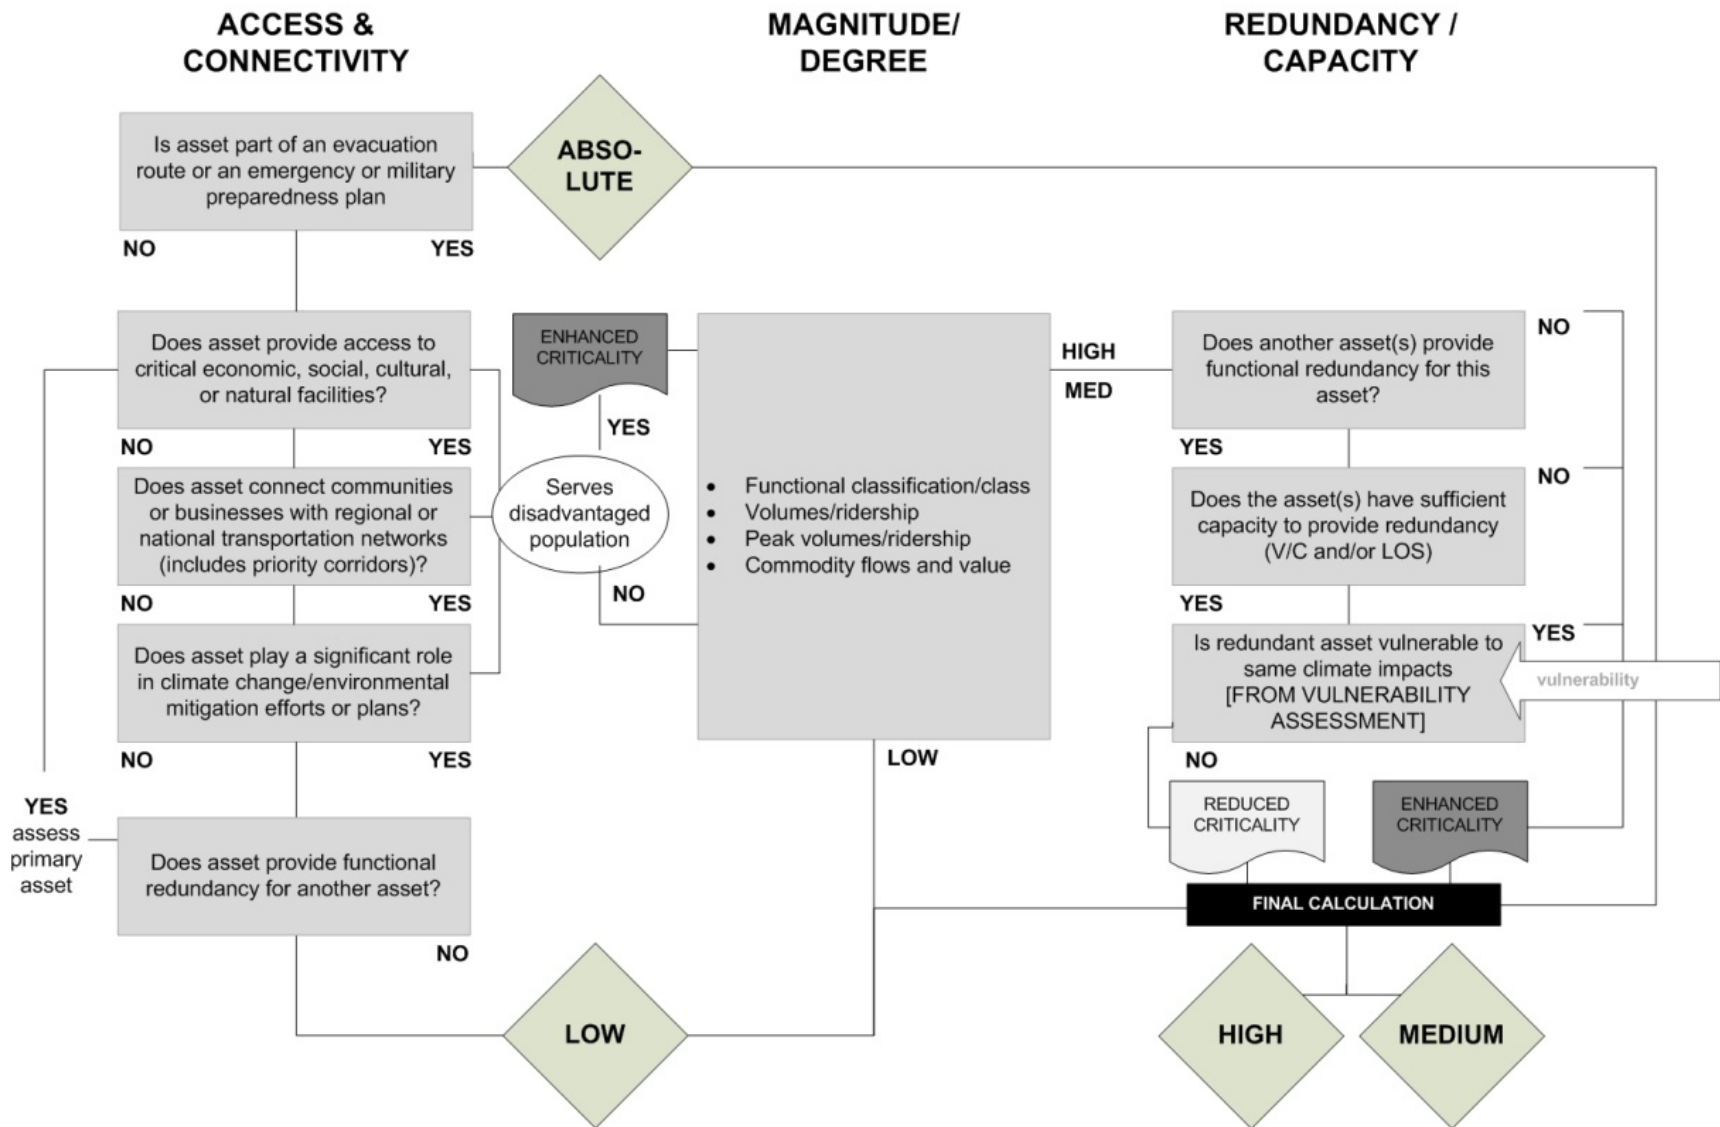 ACCESS &
CONNECTIVITY
MAGNITUDE/
DEGREE
REDUNDANCY /
CAPACITY
Is asset part of an evacuation
route or an emergency or military
preparedness plan
NO
YES
ABSO-
LUTE
Does asset provide access to
critical economic, social, cultural,
or natural facilities?
NO
YES
Does asset connect communities
or businesses with regional or
national transportation networks
(includes priority corridors)?
NO
YES
Does asset play a significant role
in climate change/environmental
mitigation efforts or plans?
NO
YES
YES
assess
primary
asset
Does asset provide functional
redundancy for another asset?
NO
ENHANCED
CRITICALITY
YES
Serves
disadvantaged
population
NO
• Functional classification/class
• Volumes/ridership
• Peak volumes/ridership
• Commodity flows and value
HIGH
MED
LOW
LOW
Does another asset(s) provide
functional redundancy for this
asset?
NO
YES
Does the asset(s) have sufficient
capacity to provide redundancy
(V/C and/or LOS)
NO
YES
Is redundant asset vulnerable to
same climate impacts
[FROM VULNERABILITY
ASSESSMENT]
YES
vulnerability
NO
REDUCED
CRITICALITY
ENHANCED
CRITICALITY
FINAL CALCULATION
HIGH
MEDIUM